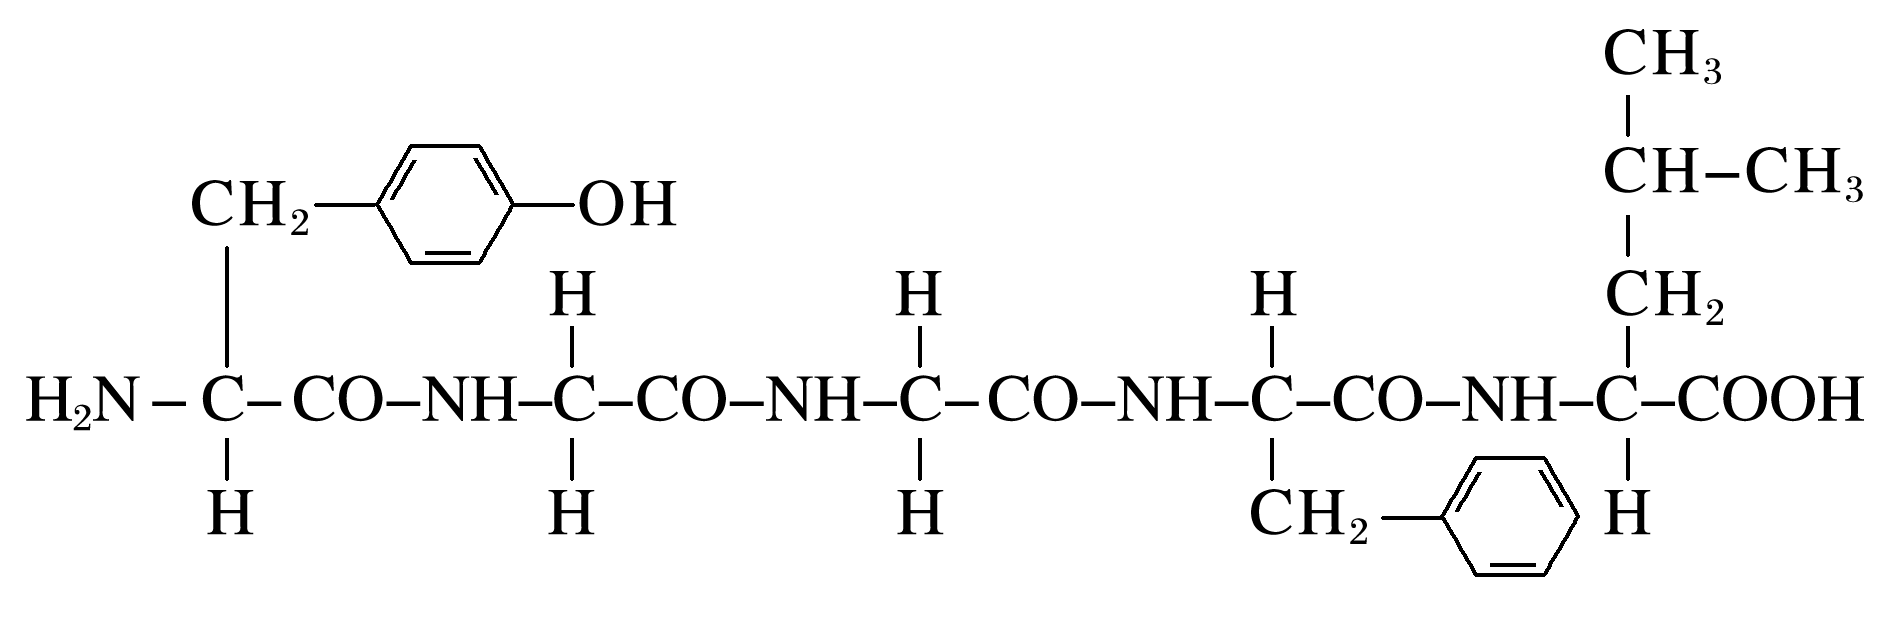 CH₃
CH–CH₃
CH₂ OH
H H H CH₂
H₂N–C–CO–NH–C–CO–NH–C–CO–NH–C–CO–NH–C–COOH
H H H CH₂ H